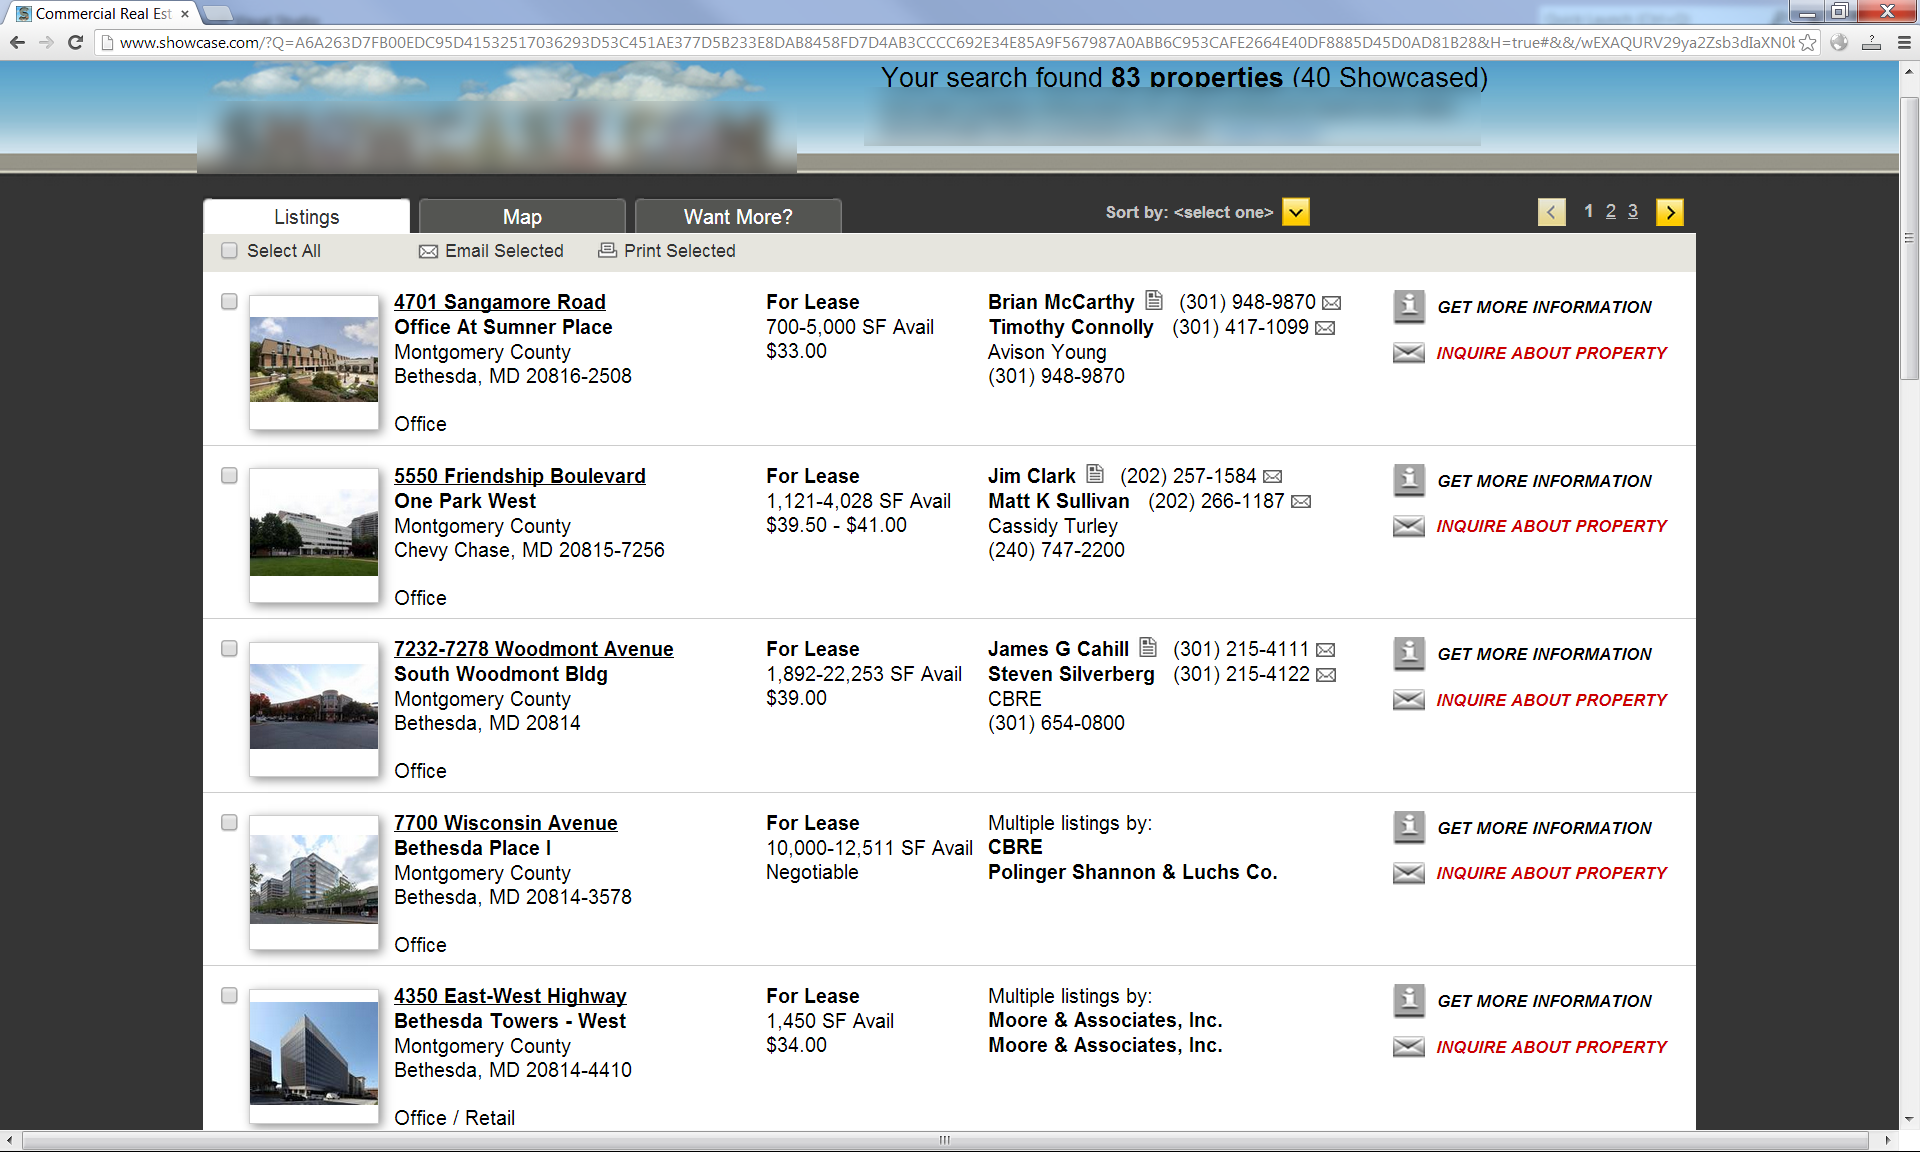 Commercial Real Est
www.showcase.com/?Q=A6A263D7FB00EDC95D41532517036293D53C451AE377D5B233E8DAB8458FD7D4AB3CCCC692E34E85A9F567987A0ABB6C953CAFE2664E40DF8885D45D0AD81B28&H=true#&&/wEXAQURV29ya2Zsb3dIaXN0
Your search found 83 properties (40 Showcased)
Listings Map Want More? Sort by: <select one> 1 2 3
Select All Email Selected Print Selected
4701 Sangamore Road For Lease Brian McCarthy (301) 948-9870 GET MORE INFORMATION
Office At Sumner Place 700-5,000 SF Avail Timothy Connolly (301) 417-1099
Montgomery County $33.00 Avison Young INQUIRE ABOUT PROPERTY
Bethesda, MD 20816-2508 (301) 948-9870
Office
5550 Friendship Boulevard For Lease Jim Clark (202) 257-1584 GET MORE INFORMATION
One Park West 1,121-4,028 SF Avail Matt K Sullivan (202) 266-1187
Montgomery County $39.50 - $41.00 Cassidy Turley INQUIRE ABOUT PROPERTY
Chevy Chase, MD 20815-7256 (240) 747-2200
Office
7232-7278 Woodmont Avenue For Lease James G Cahill (301) 215-4111 GET MORE INFORMATION
South Woodmont Bldg 1,892-22,253 SF Avail Steven Silverberg (301) 215-4122
Montgomery County $39.00 CBRE INQUIRE ABOUT PROPERTY
Bethesda, MD 20814 (301) 654-0800
Office
7700 Wisconsin Avenue For Lease Multiple listings by: GET MORE INFORMATION
Bethesda Place I 10,000-12,511 SF Avail CBRE
Montgomery County Negotiable Polinger Shannon & Luchs Co. INQUIRE ABOUT PROPERTY
Bethesda, MD 20814-3578
Office
4350 East-West Highway For Lease Multiple listings by: GET MORE INFORMATION
Bethesda Towers - West 1,450 SF Avail Moore & Associates, Inc.
Montgomery County $34.00 Moore & Associates, Inc. INQUIRE ABOUT PROPERTY
Bethesda, MD 20814-4410
Office / Retail